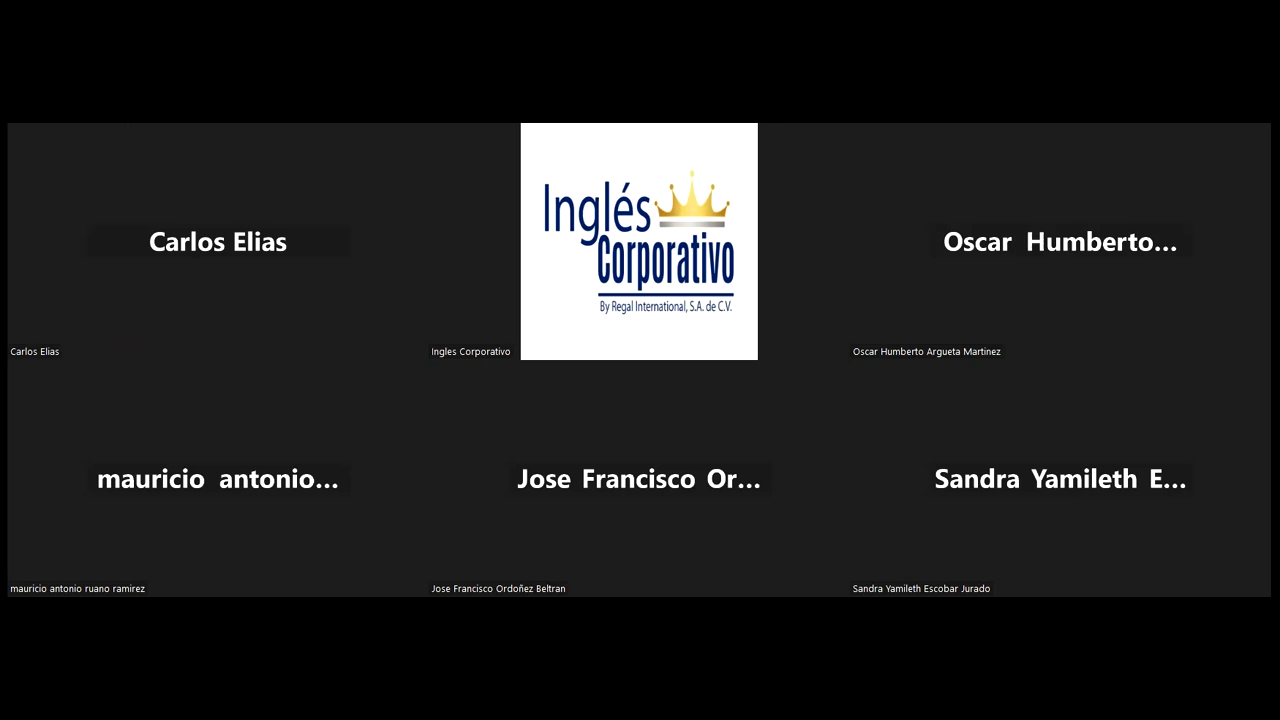 Carlos Elias
Carlos Elias
Inglés
Corporativo
By Regal International, S.A. de C.V.
Ingles Corporativo
Oscar Humberto...
Oscar Humberto Argueta Martinez
mauricio antonio...
mauricio antonio ruano ramirez
Jose Francisco Or...
Jose Francisco Ordoñez Beltran
Sandra Yamileth E...
Sandra Yamileth Escobar Jurado